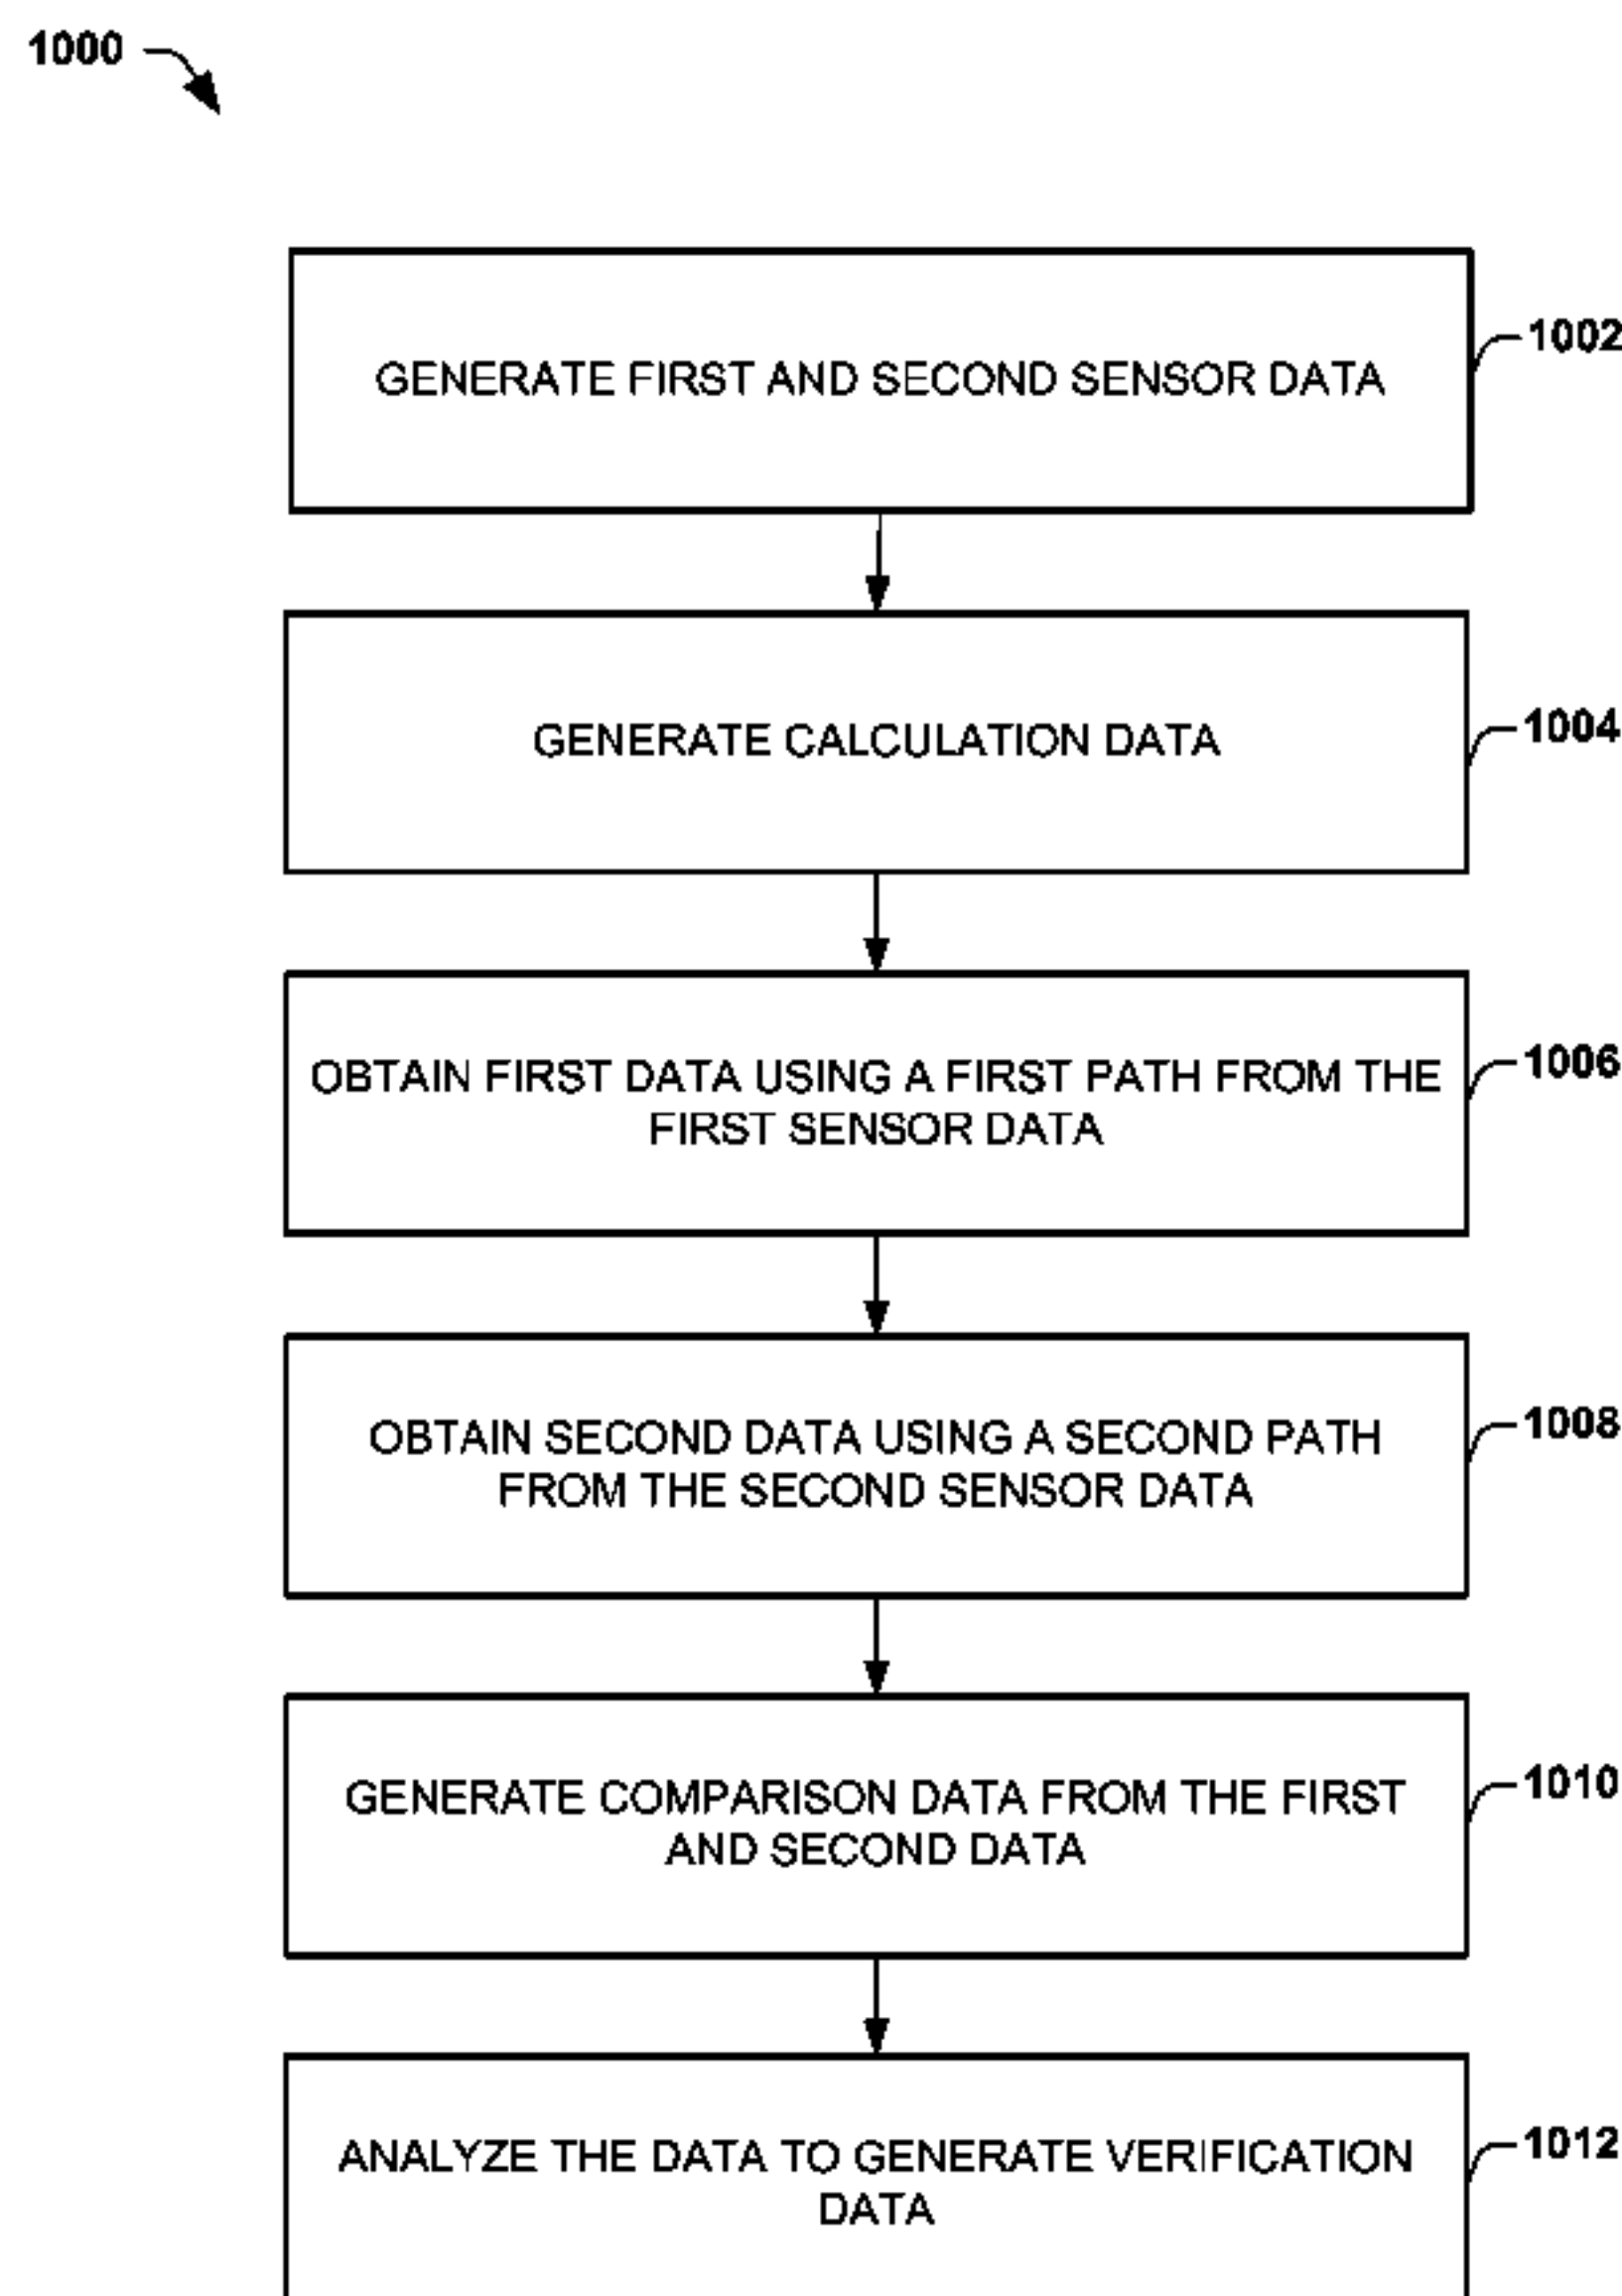 1000
GENERATE FIRST AND SECOND SENSOR DATA
1002
GENERATE CALCULATION DATA
1004
OBTAIN FIRST DATA USING A FIRST PATH FROM THE
FIRST SENSOR DATA
1006
OBTAIN SECOND DATA USING A SECOND PATH
FROM THE SECOND SENSOR DATA
1008
GENERATE COMPARISON DATA FROM THE FIRST
AND SECOND DATA
1010
ANALYZE THE DATA TO GENERATE VERIFICATION
DATA
1012